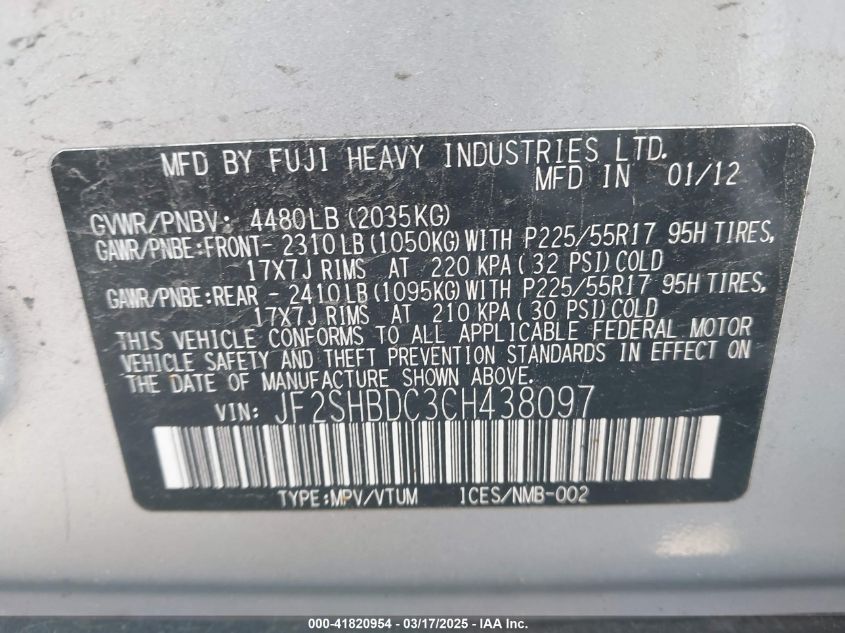 MFD BY FUJI HEAVY INDUSTRIES LTD.
MFD IN 01/12
GVWR/PNBV: 4480LB (2035KG)
GAWR/PNBE:FRONT- 2310LB (1050KG) WITH P225/55R17 95H TIRES,
17X7J RIMS AT 220 KPA ( 32 PSI) COLD
GAWR/PNBE:REAR - 2410LB (1095KG) WITH P225/55R17 95H TIRES,
17X7J RIMS AT 210 KPA ( 30 PSI) COLD
THIS VEHICLE CONFORMS TO ALL APPLICABLE FEDERAL MOTOR
VEHICLE SAFETY AND THEFT PREVENTION STANDARDS IN EFFECT ON
THE DATE OF MANUFACTURE SHOWN ABOVE.
VIN: JF2SHBDC3CH438097
TYPE:MPV/VTUM ICES/NMB-002
000-41820954 - 03/17/2025 - IAA Inc.